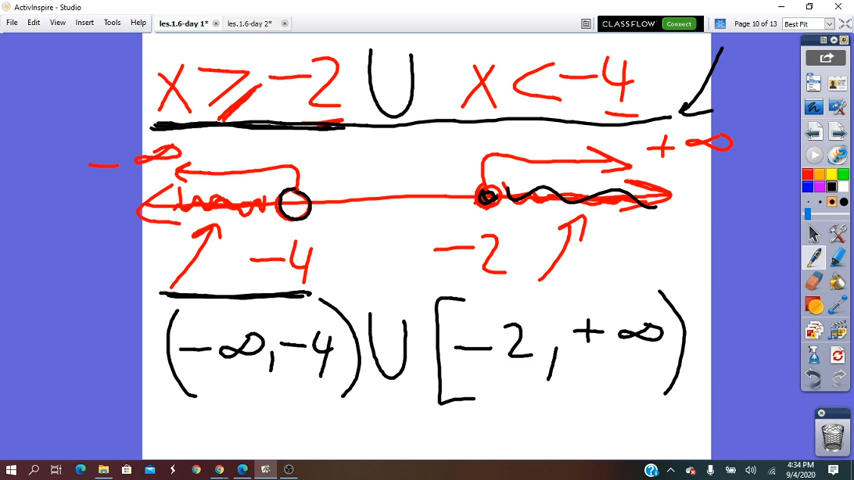 ActivInspire - Studio
File Edit View Insert Tools Help
les.1.6-day 1* les.1.6-day 2* CLASSFLOW Connect Page 10 of 13 Best Fit
x ≥ -2 ∪ x < -4
- ∞ + ∞
-4 -2
(-∞, -4) ∪ [-2, +∞)
4:34 PM
9/4/2020